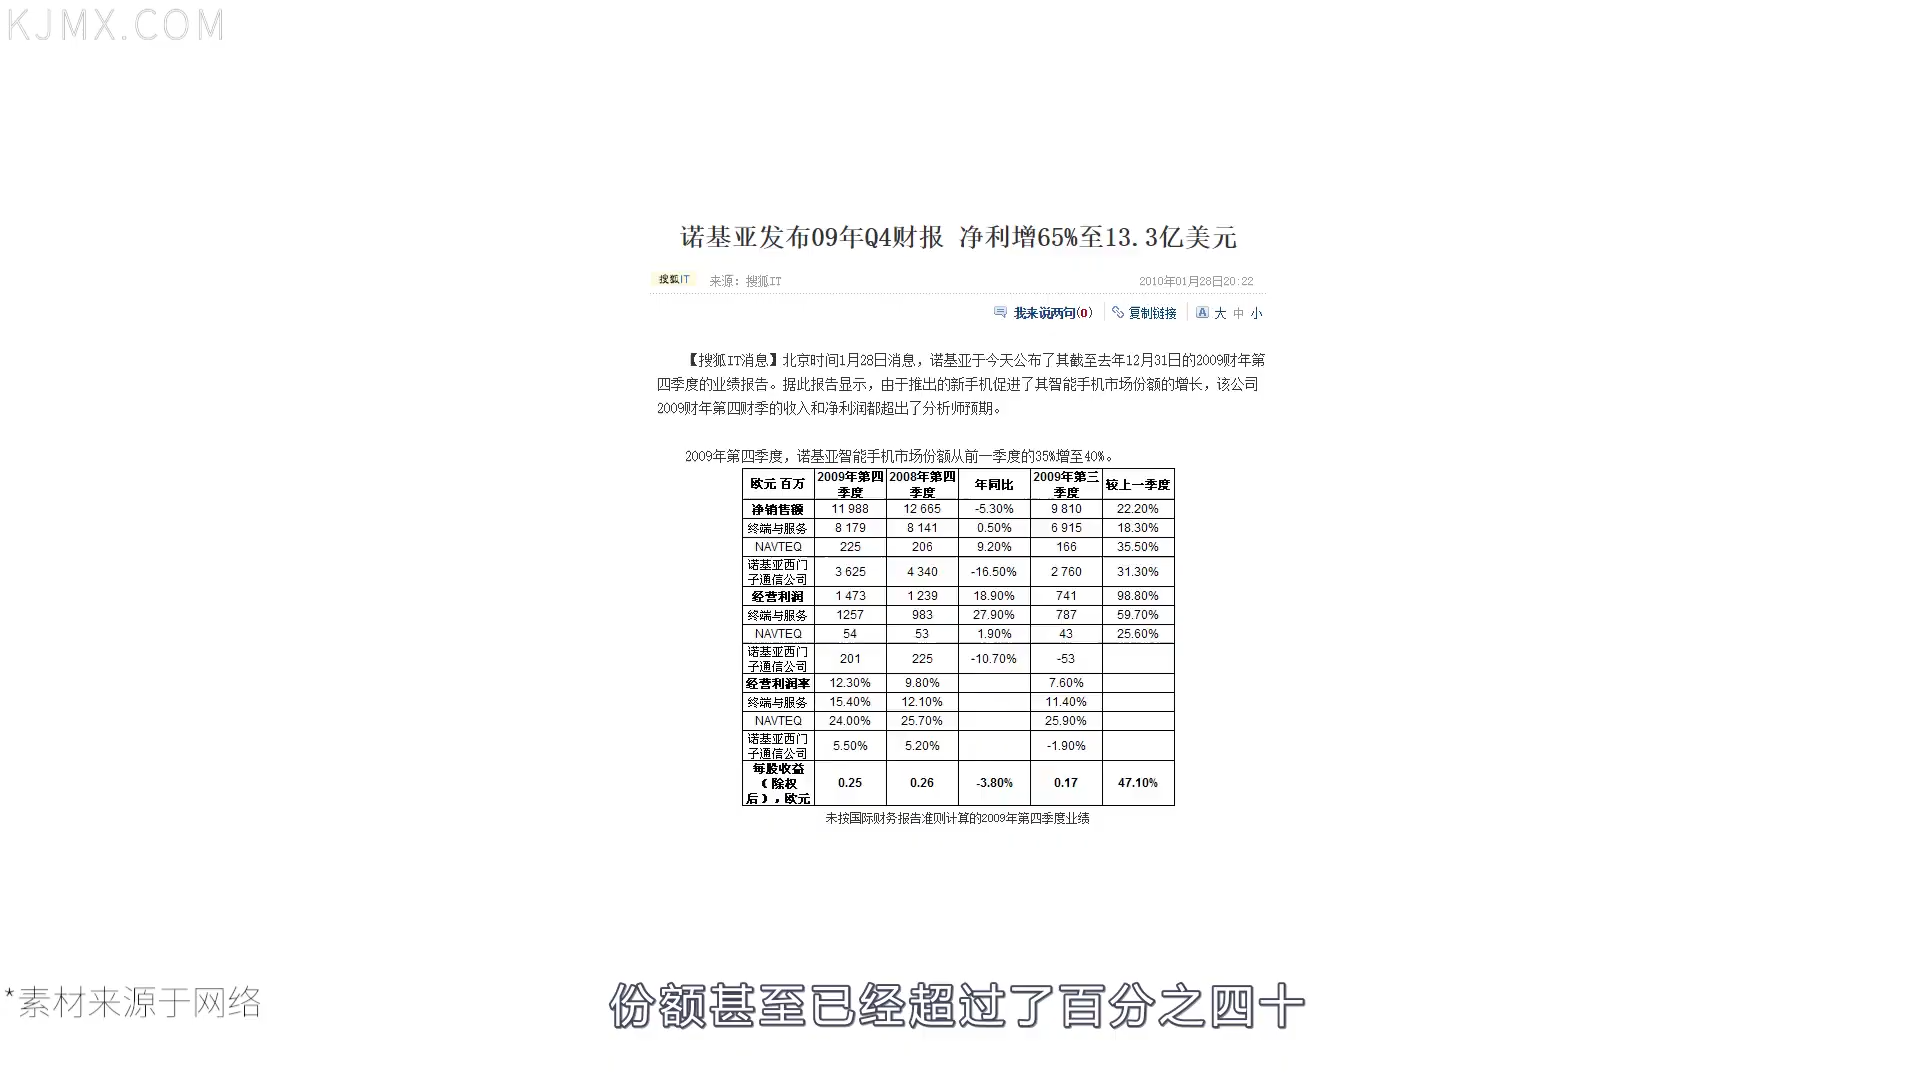 KJMX.COM
诺基亚发布09年Q4财报 净利增65%至13.3亿美元
搜狐IT 来源：搜狐IT 2010年01月28日20:22
我来说两句(0) 复制链接 A 大 中 小
【搜狐IT消息】北京时间1月28日消息，诺基亚于今天公布了其截至去年12月31日的2009财年第
四季度的业绩报告。据此报告显示，由于推出的新手机促进了其智能手机市场份额的增长，该公司
2009财年第四财季的收入和净利润都超出了分析师预期。
2009年第四季度，诺基亚智能手机市场份额从前一季度的35%增至40%。
欧元 百万 2009年第四季度 2008年第四季度 年同比 2009年第三季度 较上一季度
净销售额 11 988 12 665 -5.30% 9 810 22.20%
终端与服务 8 179 8 141 0.50% 6 915 18.30%
NAVTEQ 225 206 9.20% 166 35.50%
诺基亚西门子通信公司 3 625 4 340 -16.50% 2 760 31.30%
经营利润 1 473 1 239 18.90% 741 98.80%
终端与服务 1257 983 27.90% 787 59.70%
NAVTEQ 54 53 1.90% 43 25.60%
诺基亚西门子通信公司 201 225 -10.70% -53
经营利润率 12.30% 9.80% 7.60%
终端与服务 15.40% 12.10% 11.40%
NAVTEQ 24.00% 25.70% 25.90%
诺基亚西门子通信公司 5.50% 5.20% -1.90%
每股收益（除权后），欧元 0.25 0.26 -3.80% 0.17 47.10%
未按国际财务报告准则计算的2009年第四季度业绩
*素材来源于网络
份额甚至已经超过了百分之四十